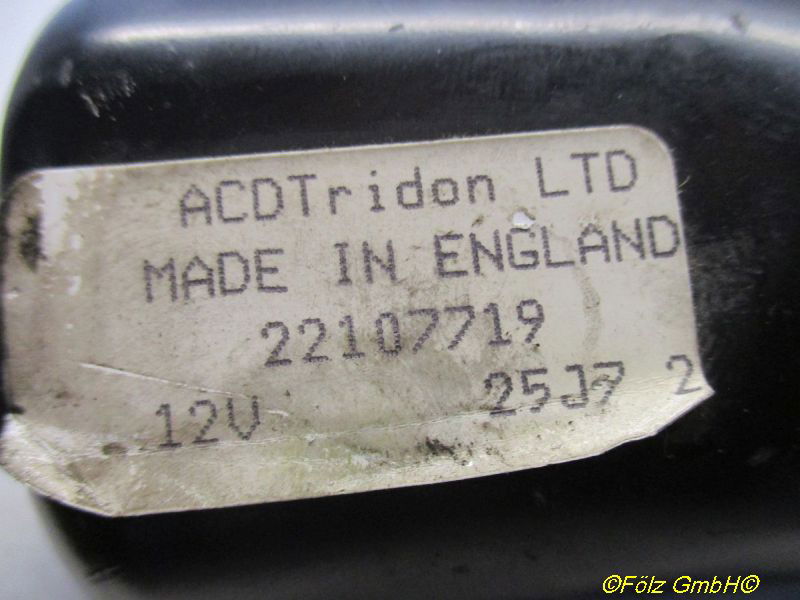 ACDTridon LTD
MADE IN ENGLAND
22107719
12V 25J7 2
©Fölz GmbH©